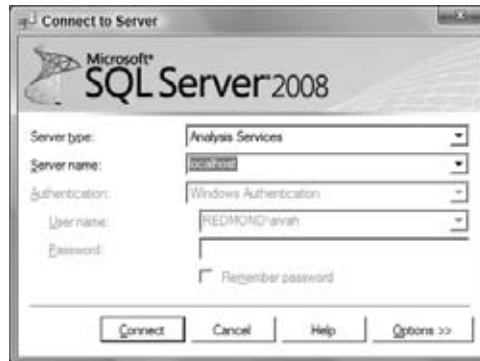 Connect to Server
Microsoft®
SQL Server 2008
Server type: Analysis Services
Server name: localhost
Authentication: Windows Authentication
User name: REDMOND\
Password:
Remember password
Connect Cancel Help Options >>